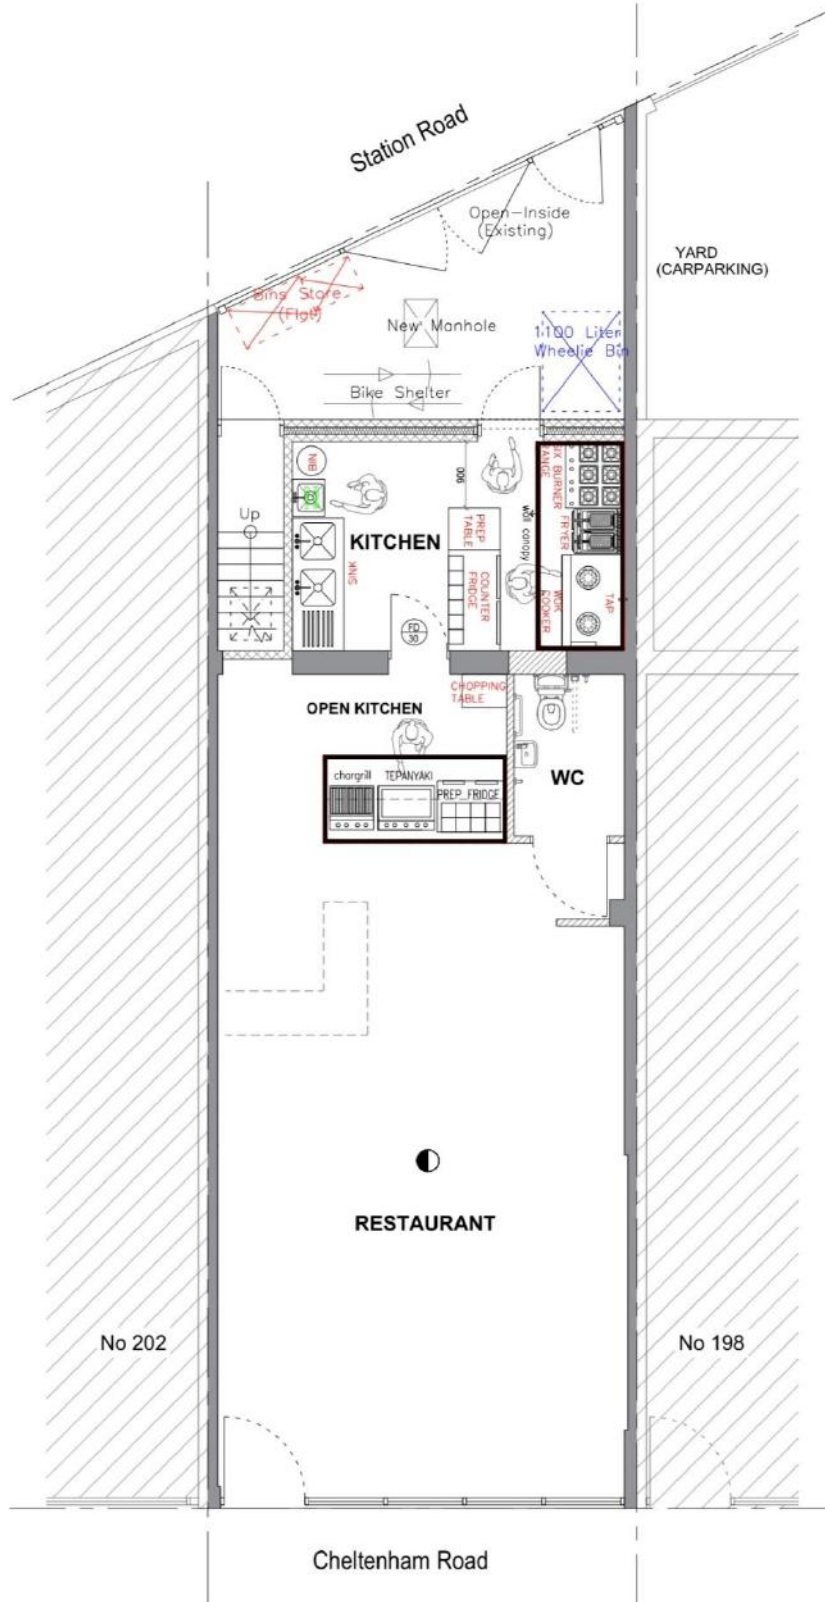 Station Road
Open-Inside
(Existing)
YARD
(CARPARKING)
Bins Store
(Flat)
New Manhole
1100 Liter
Wheelie Bin
Bike Shelter
BIN
900
SIX BURNER
RANGE
Up
KITCHEN
PREP
TABLE
wall canopy
FRYER
SINK
COUNTER
FRIDGE
WOK
COOKER
TAP
FD
30
CHOPPING
TABLE
OPEN KITCHEN
chargrill
TEPANYAKI
PREP_FRIDGE
WC
RESTAURANT
No 202
No 198
Cheltenham Road